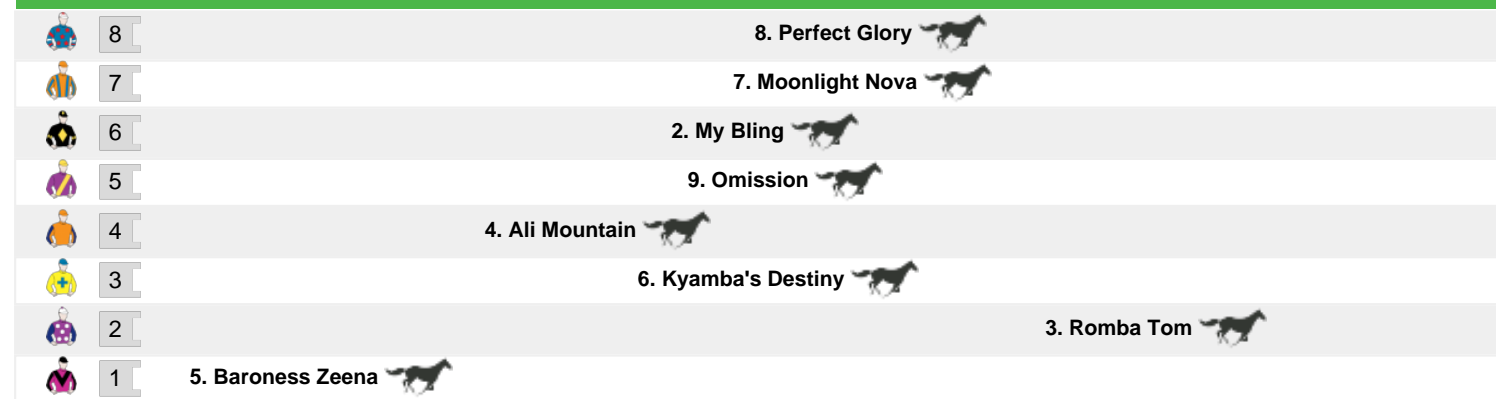 8 8. Perfect Glory
7 7. Moonlight Nova
6 2. My Bling
5 9. Omission
4 4. Ali Mountain
3 6. Kyamba's Destiny
2 3. Romba Tom
1 5. Baroness Zeena